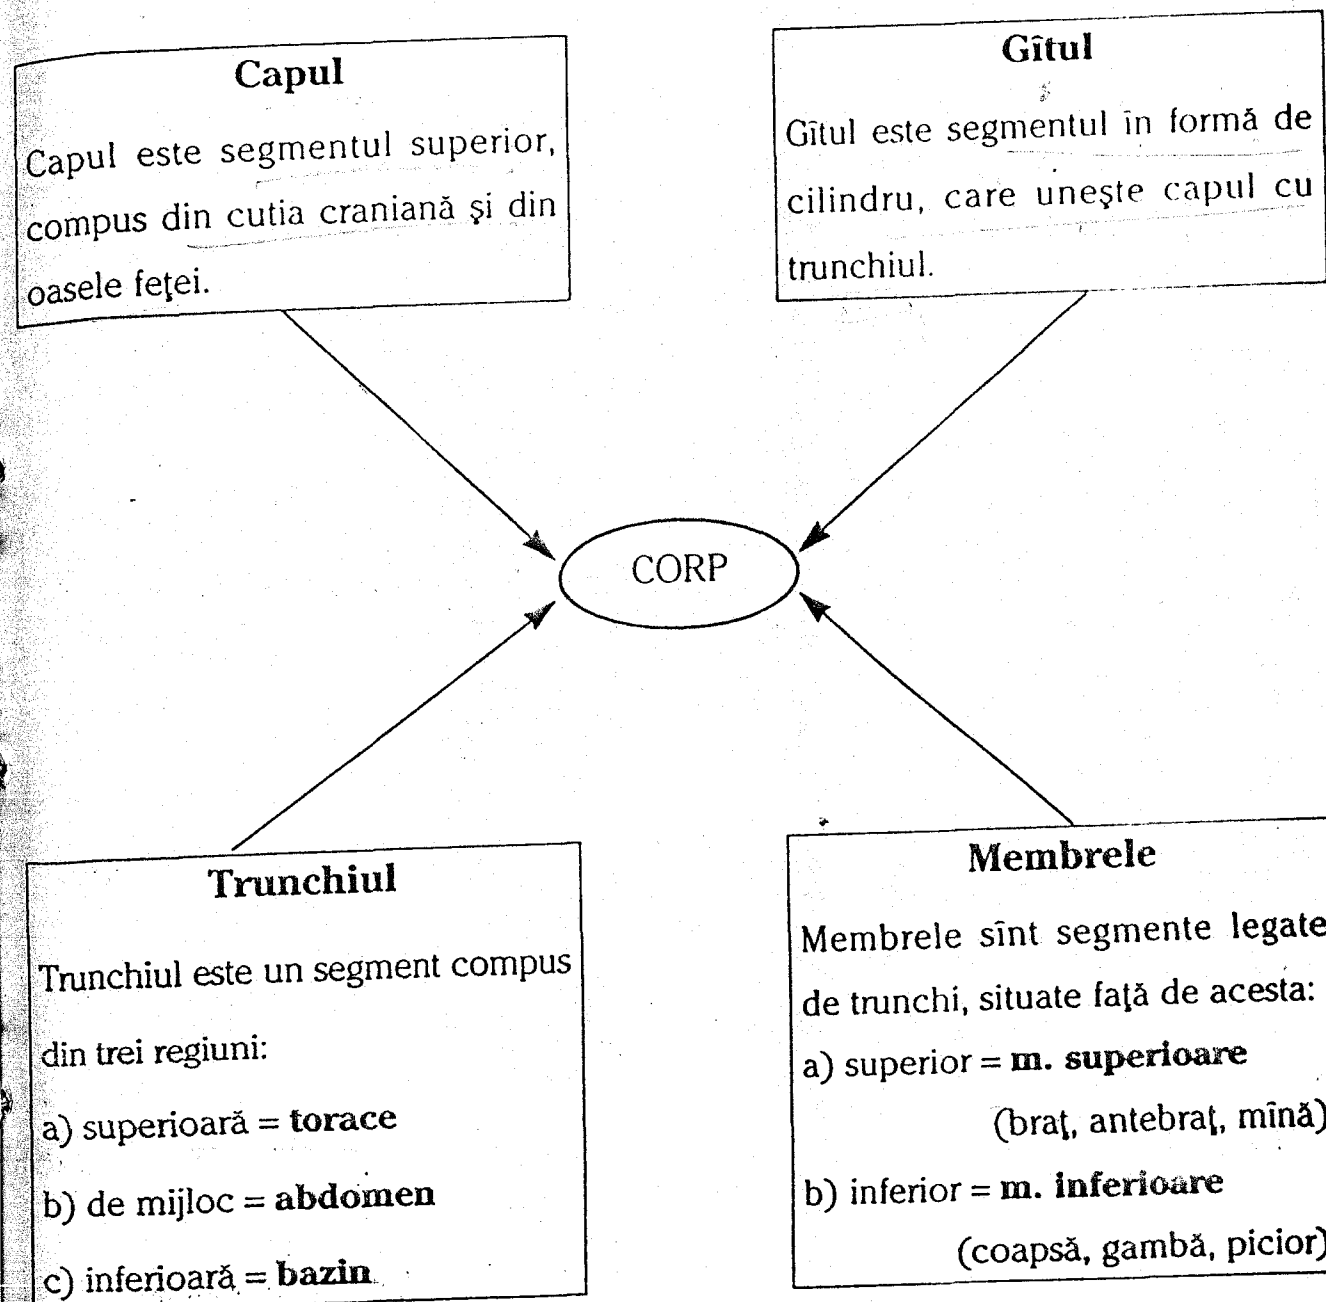 Capul
Capul este segmentul superior,
compus din cutia craniană şi din
oasele feţei.
Gîtul
Gîtul este segmentul în formă de
cilindru, care uneşte capul cu
trunchiul.
CORP
Trunchiul
Trunchiul este un segment compus
din trei regiuni:
a) superioară = torace
b) de mijloc = abdomen
c) inferioară = bazin
Membrele
Membrele sînt segmente legate
de trunchi, situate faţă de acesta:
a) superior = m. superioare
(braţ, antebraţ, mînă)
b) inferior = m. inferioare
(coapsă, gambă, picior)